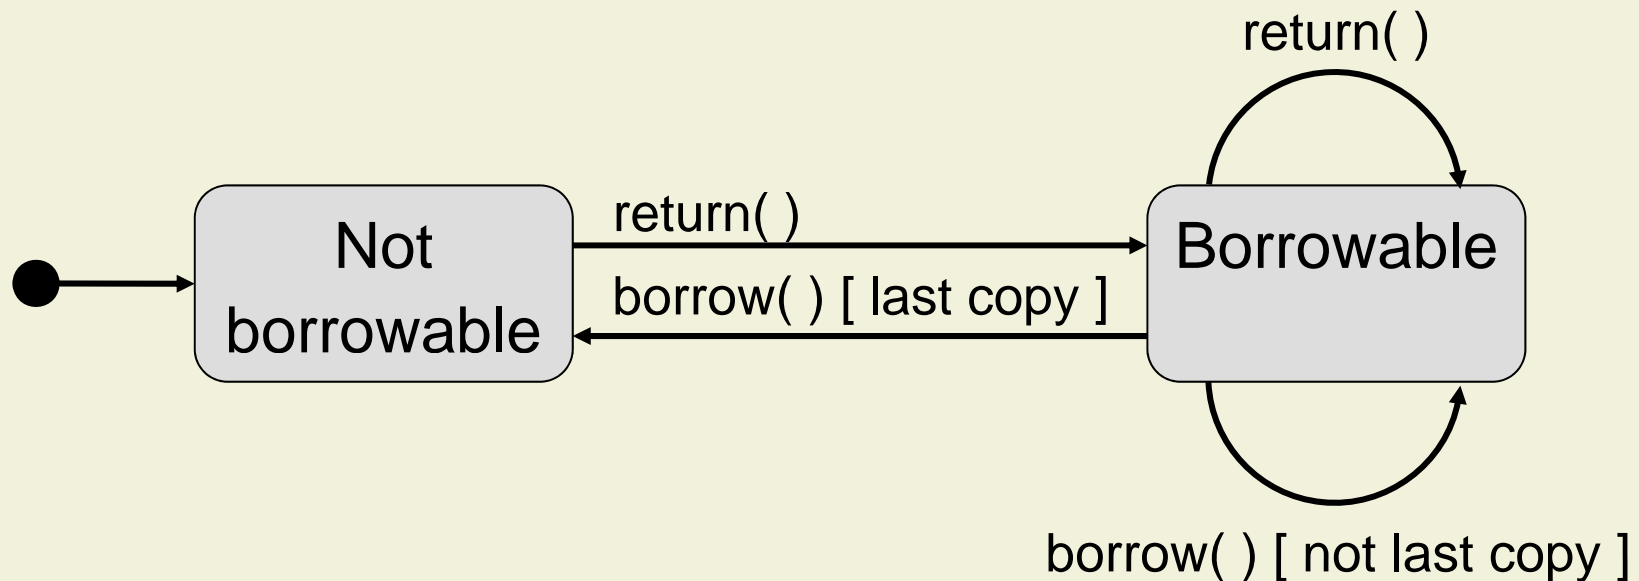 return( )
Not
borrowable
return( )
borrow( ) [ last copy ]
Borrowable
borrow( ) [ not last copy ]